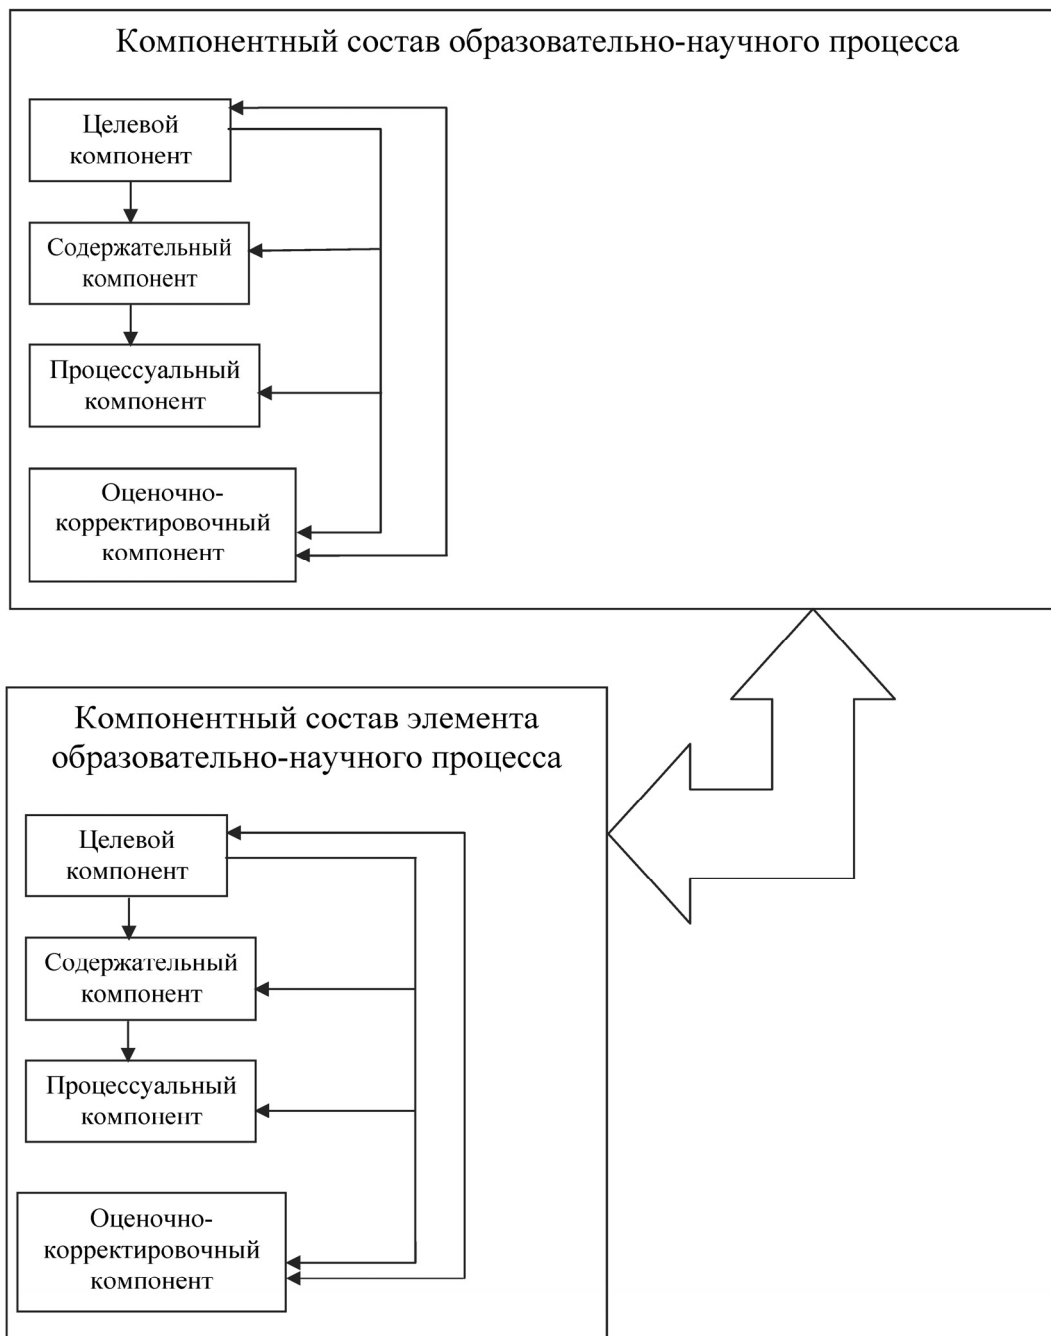 Компонентный состав образовательно-научного процесса
Целевой
компонент
Содержательный
компонент
Процессуальный
компонент
Оценочно-
корректировочный
компонент
Компонентный состав элемента
образовательно-научного процесса
Целевой
компонент
Содержательный
компонент
Процессуальный
компонент
Оценочно-
корректировочный
компонент